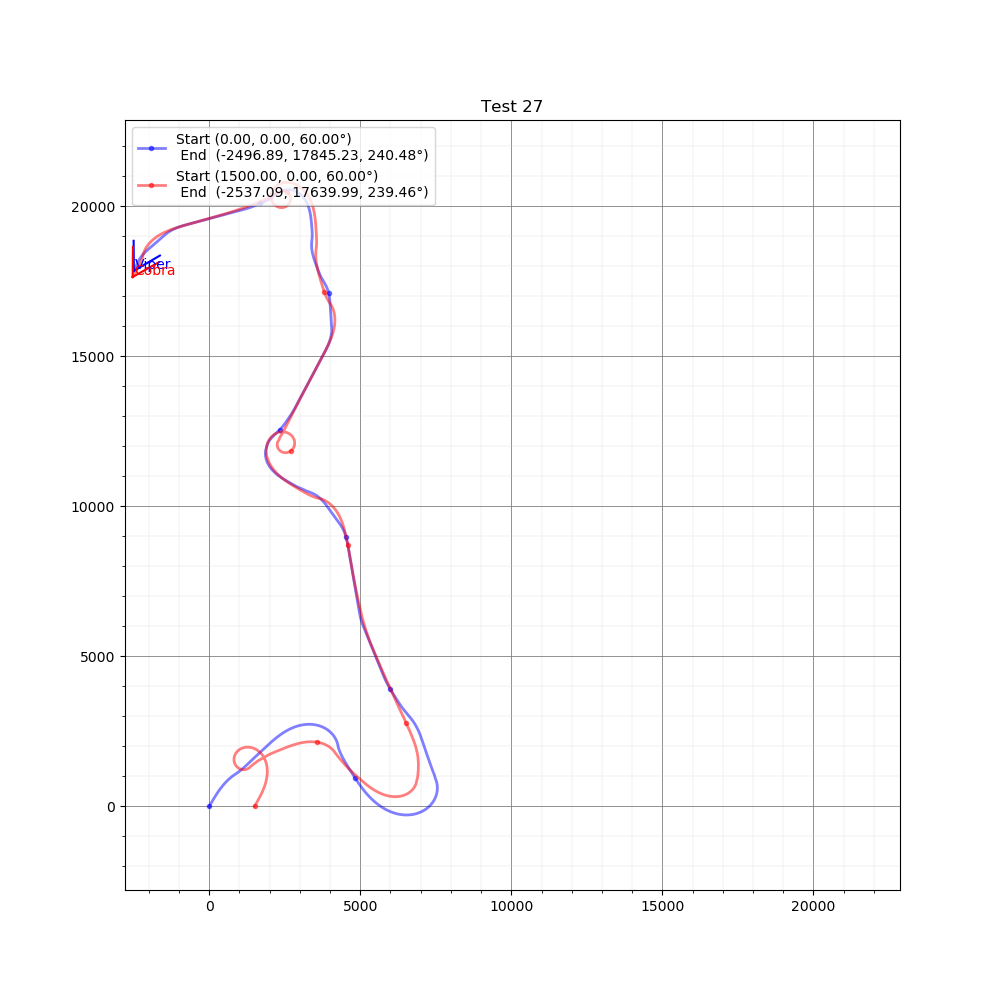 Test 27
Start (0.00, 0.00, 60.00°)
End (-2496.89, 17845.23, 240.48°)
Start (1500.00, 0.00, 60.00°)
End (-2537.09, 17639.99, 239.46°)
20000
Viper
Cobra
15000
10000
5000
0
0 5000 10000 15000 20000